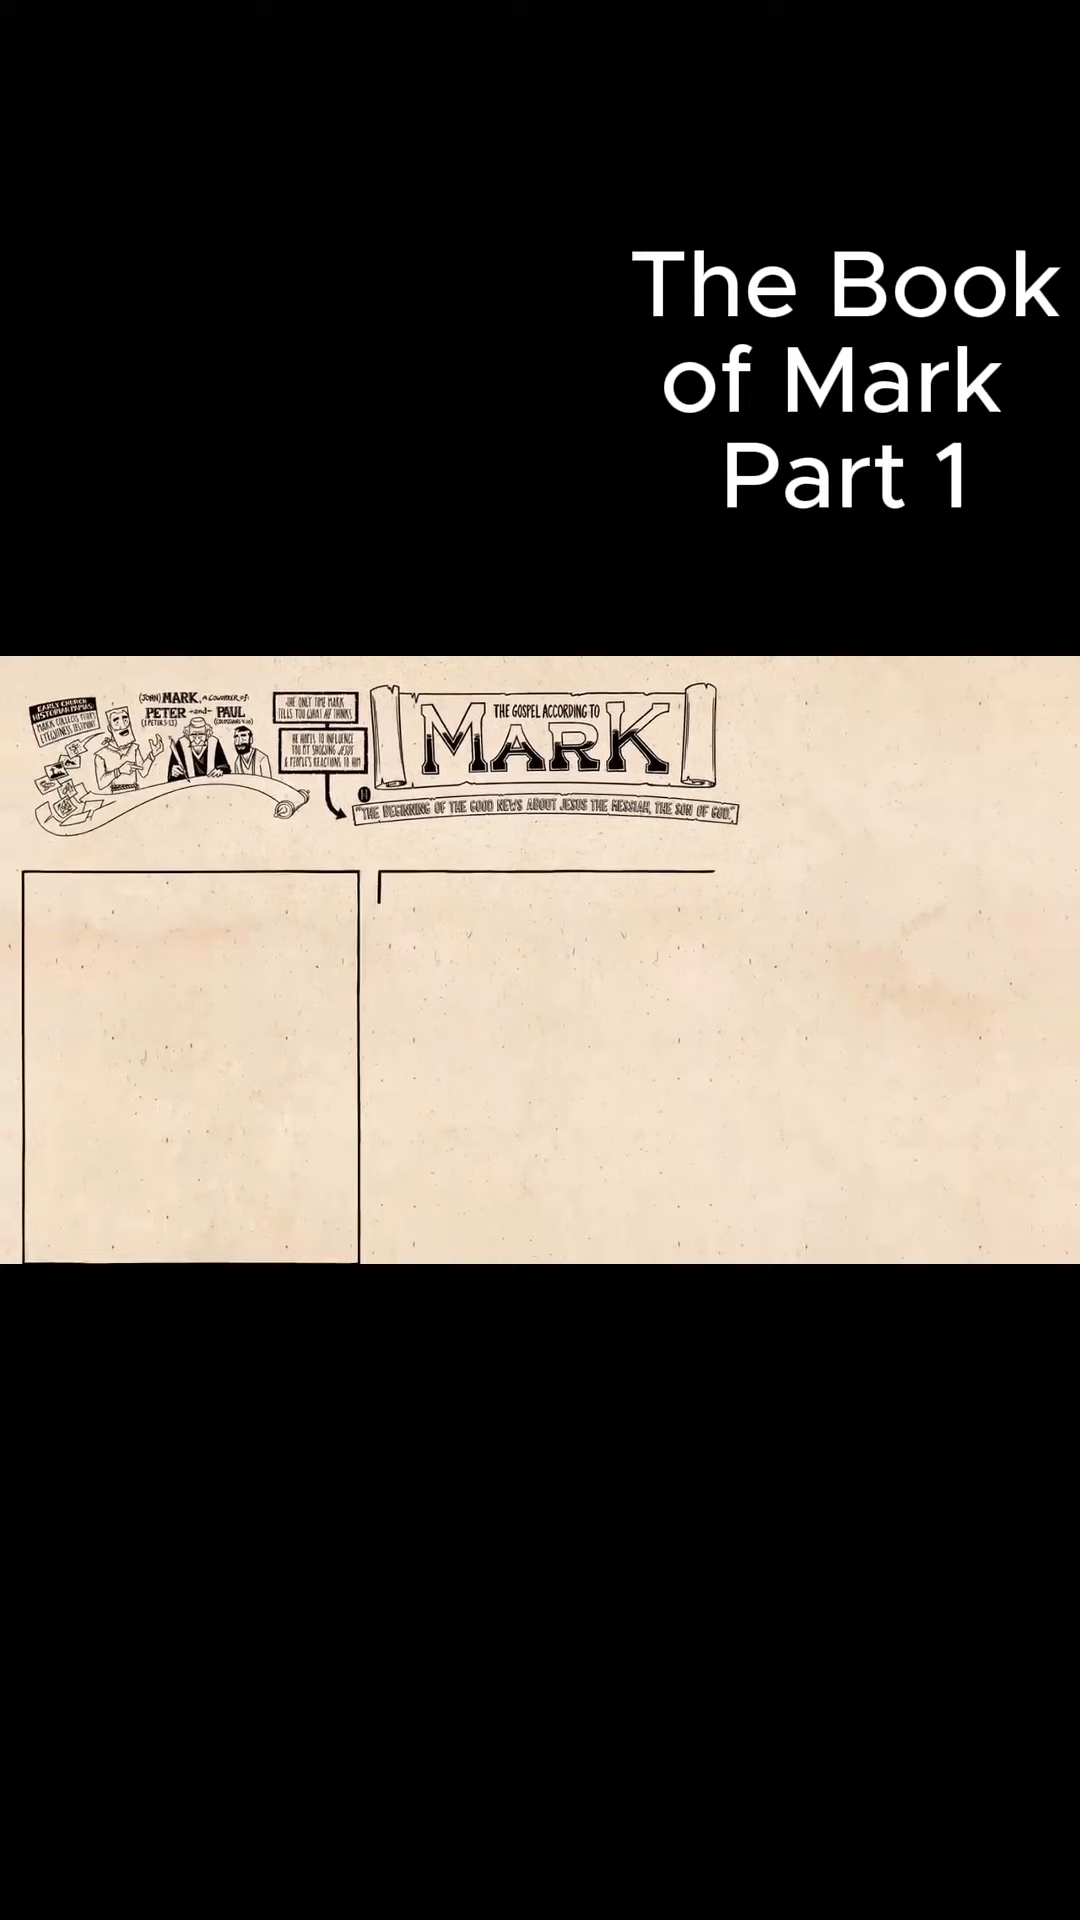 The Book
of Mark
Part 1
EARLY CHURCH
HISTORIAN PAPIAS:
MARK COLLECTS PETER'S
EYEWITNESS TESTIMONY
(JOHN) MARK, A COWORKER OF:
PETER -and- PAUL
(1 PETER 5:13) (COLOSSIANS 4:10)
THE ONLY TIME MARK
TELLS YOU WHAT HE THINKS
HE HOPES TO INFLUENCE
YOU BY SHOWING JESUS
& PEOPLE'S REACTIONS TO HIM
THE GOSPEL ACCORDING TO
MARK
1:1
"THE BEGINNING OF THE GOOD NEWS ABOUT JESUS THE MESSIAH, THE SON OF GOD."